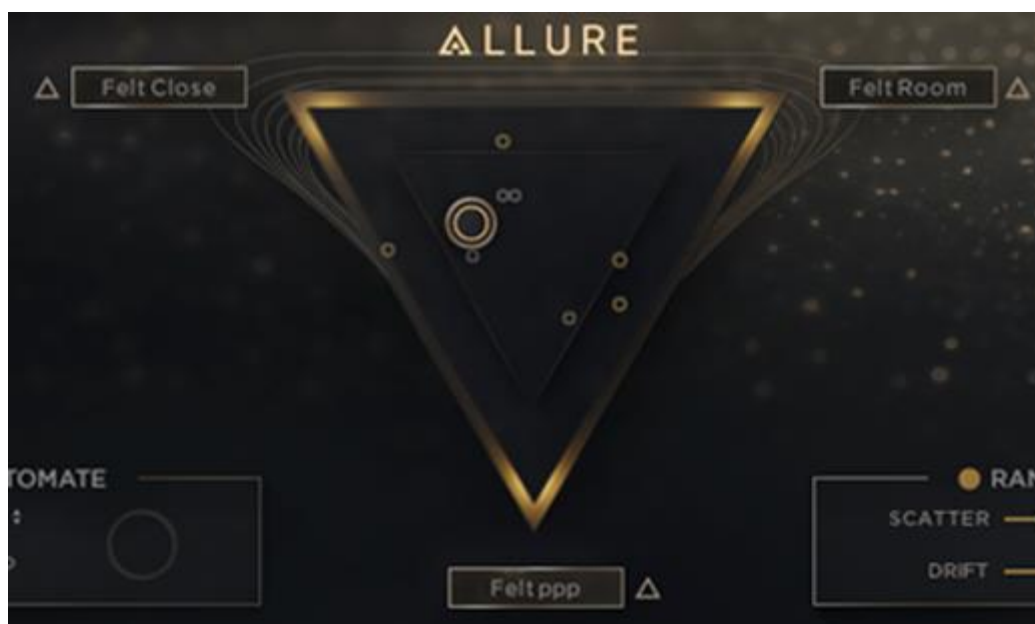 ALLURE
Felt Close
Felt Room
TOMATE
RAN
SCATTER
DRIFT
Felt ppp